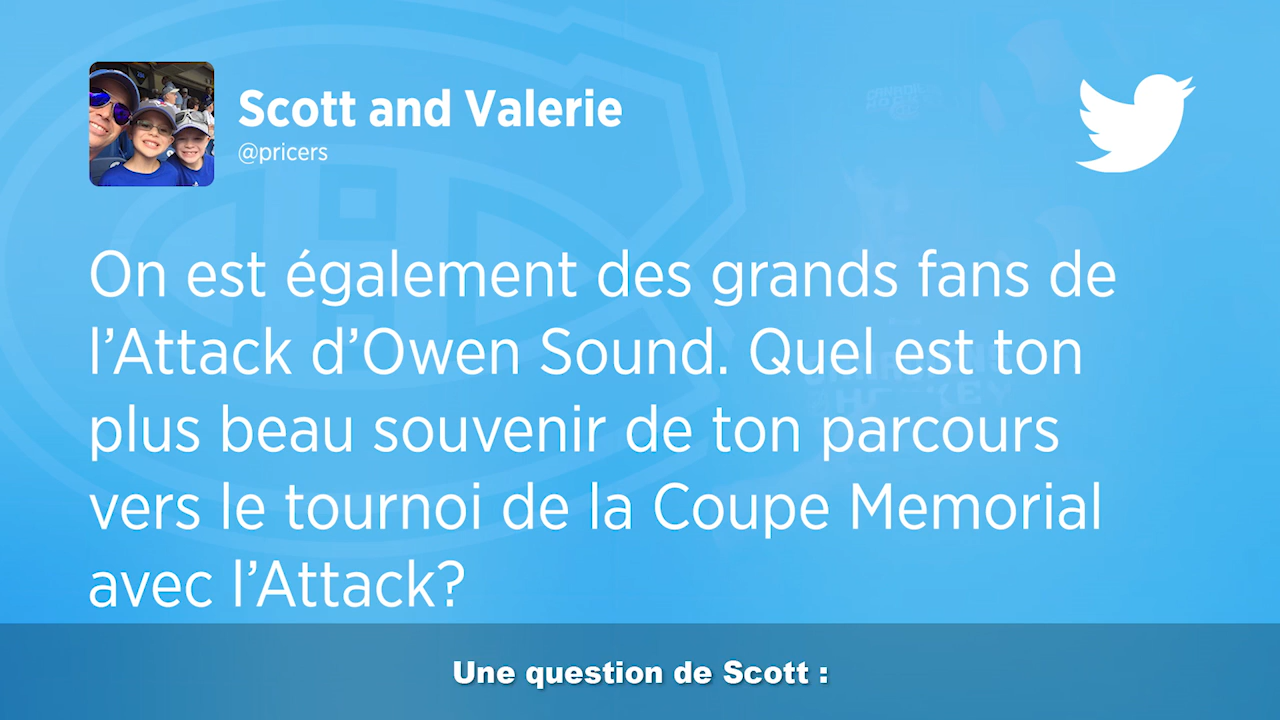 Scott and Valerie
@pricers
On est également des grands fans de
l’Attack d’Owen Sound. Quel est ton
plus beau souvenir de ton parcours
vers le tournoi de la Coupe Memorial
avec l’Attack?
Une question de Scott :